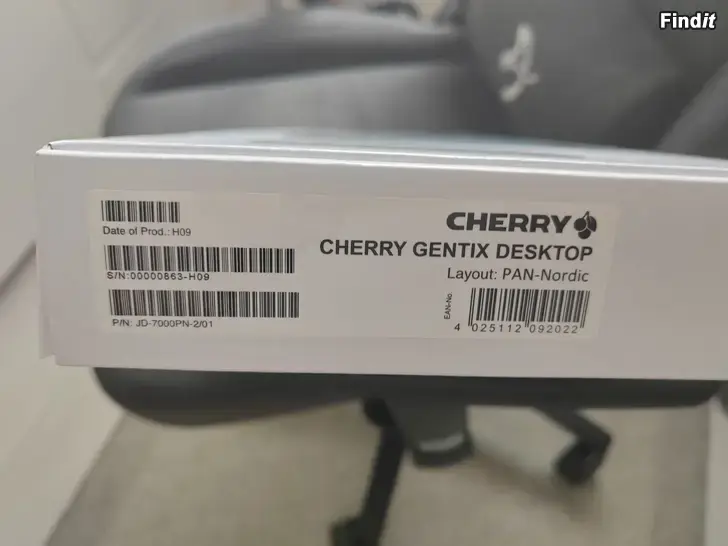 Findit
Date of Prod.: H09
S/N:00000863-H09
P/N: JD-7000PN-2/01
CHERRY
CHERRY GENTIX DESKTOP
Layout: PAN-Nordic
EAN-No.
4 025112 092022